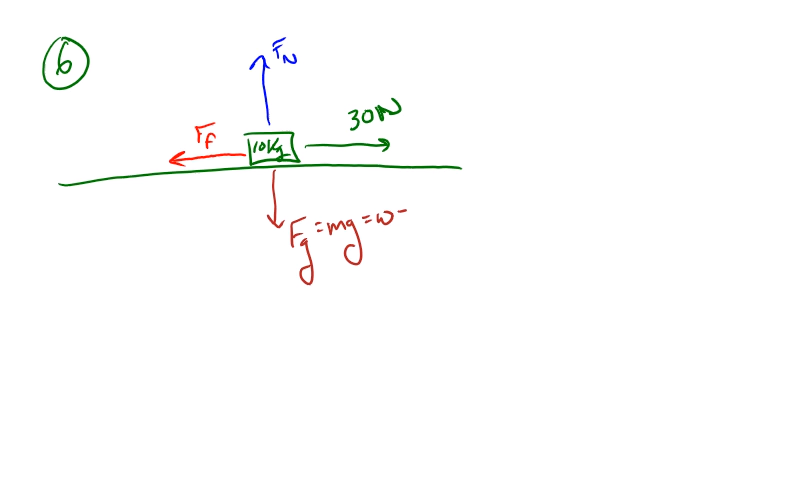 6
F_N
30N
F_f
10Kg
F_g = mg = w -